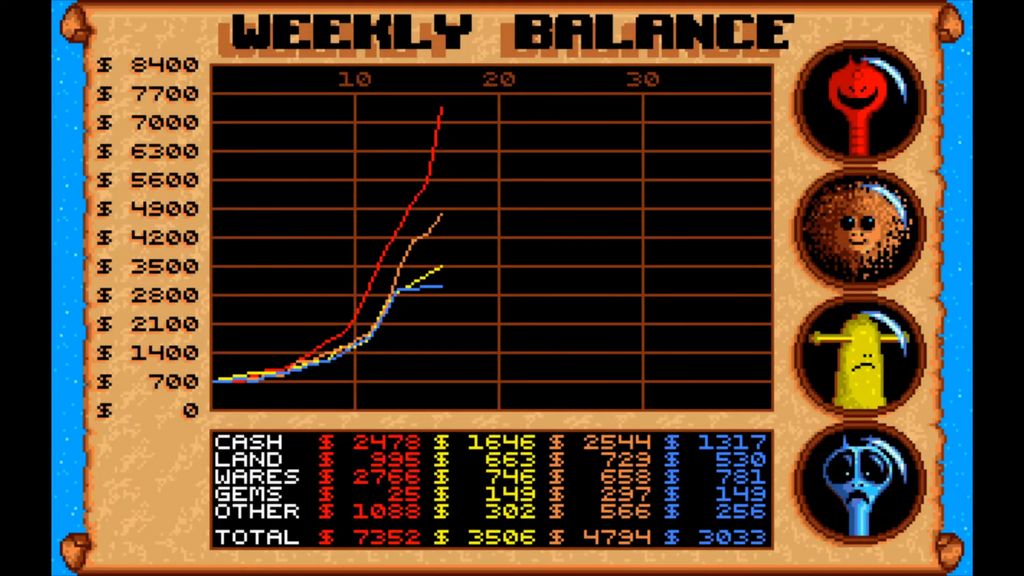 WEEKLY BALANCE
$ 8400
10 20 30
$ 7700
$ 7000
$ 6300
$ 5600
$ 4900
$ 4200
$ 3500
$ 2800
$ 2100
$ 1400
$ 700
$ 0
CASH $ 2478 $ 1646 $ 2544 $ 1317
LAND $ 995 $ 663 $ 729 $ 530
WARES $ 2766 $ 746 $ 658 $ 781
GEMS $ 25 $ 149 $ 297 $ 149
OTHER $ 1088 $ 302 $ 566 $ 256
TOTAL $ 7352 $ 3506 $ 4794 $ 3033